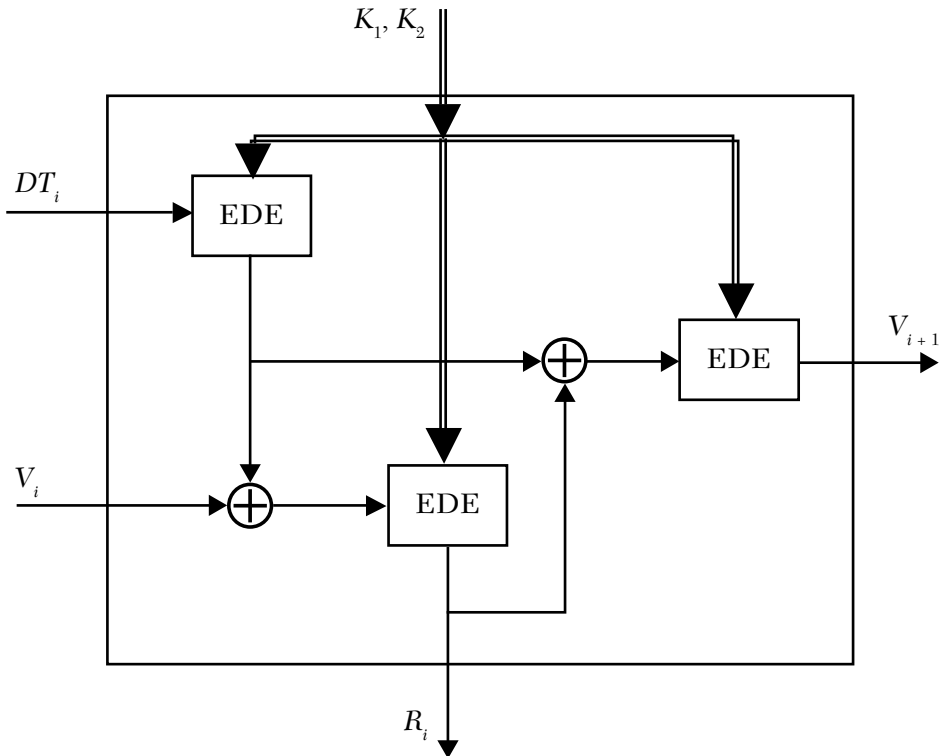 K₁, K₂
DTᵢ
EDE
EDE
Vᵢ₊₁
Vᵢ
EDE
Rᵢ